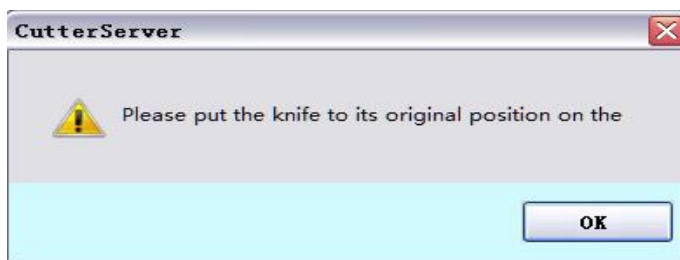 CutterServer
Please put the knife to its original position on the
OK